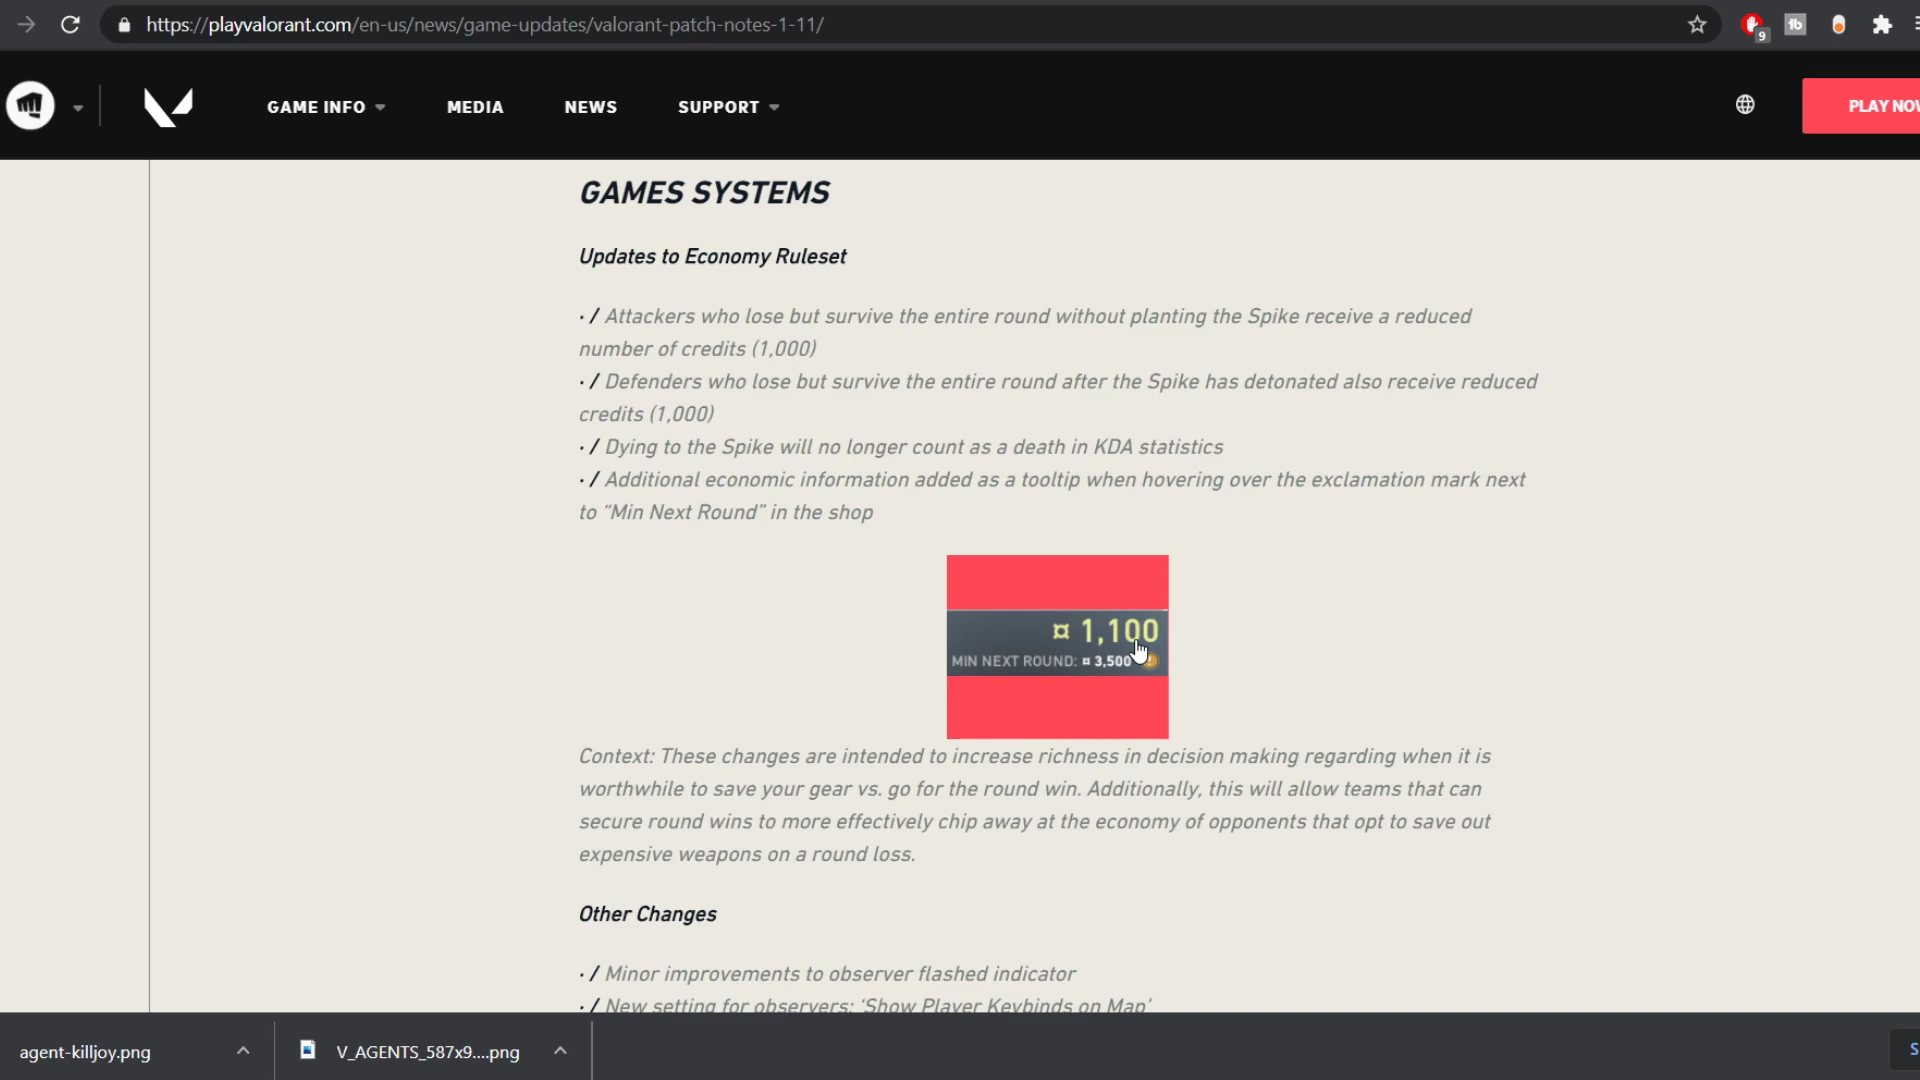 https://playvalorant.com/en-us/news/game-updates/valorant-patch-notes-1-11/
9
GAME INFO
MEDIA
NEWS
SUPPORT
PLAY NOW
GAMES SYSTEMS
Updates to Economy Ruleset
· / Attackers who lose but survive the entire round without planting the Spike receive a reduced
number of credits (1,000)
· / Defenders who lose but survive the entire round after the Spike has detonated also receive reduced
credits (1,000)
· / Dying to the Spike will no longer count as a death in KDA statistics
· / Additional economic information added as a tooltip when hovering over the exclamation mark next
to “Min Next Round” in the shop
¤ 1,100
MIN NEXT ROUND: ¤ 3,500
Context: These changes are intended to increase richness in decision making regarding when it is
worthwhile to save your gear vs. go for the round win. Additionally, this will allow teams that can
secure round wins to more effectively chip away at the economy of opponents that opt to save out
expensive weapons on a round loss.
Other Changes
· / Minor improvements to observer flashed indicator
· / New setting for observers: ‘Show Player Keybinds on Map’
agent-killjoy.png
V_AGENTS_587x9....png
S